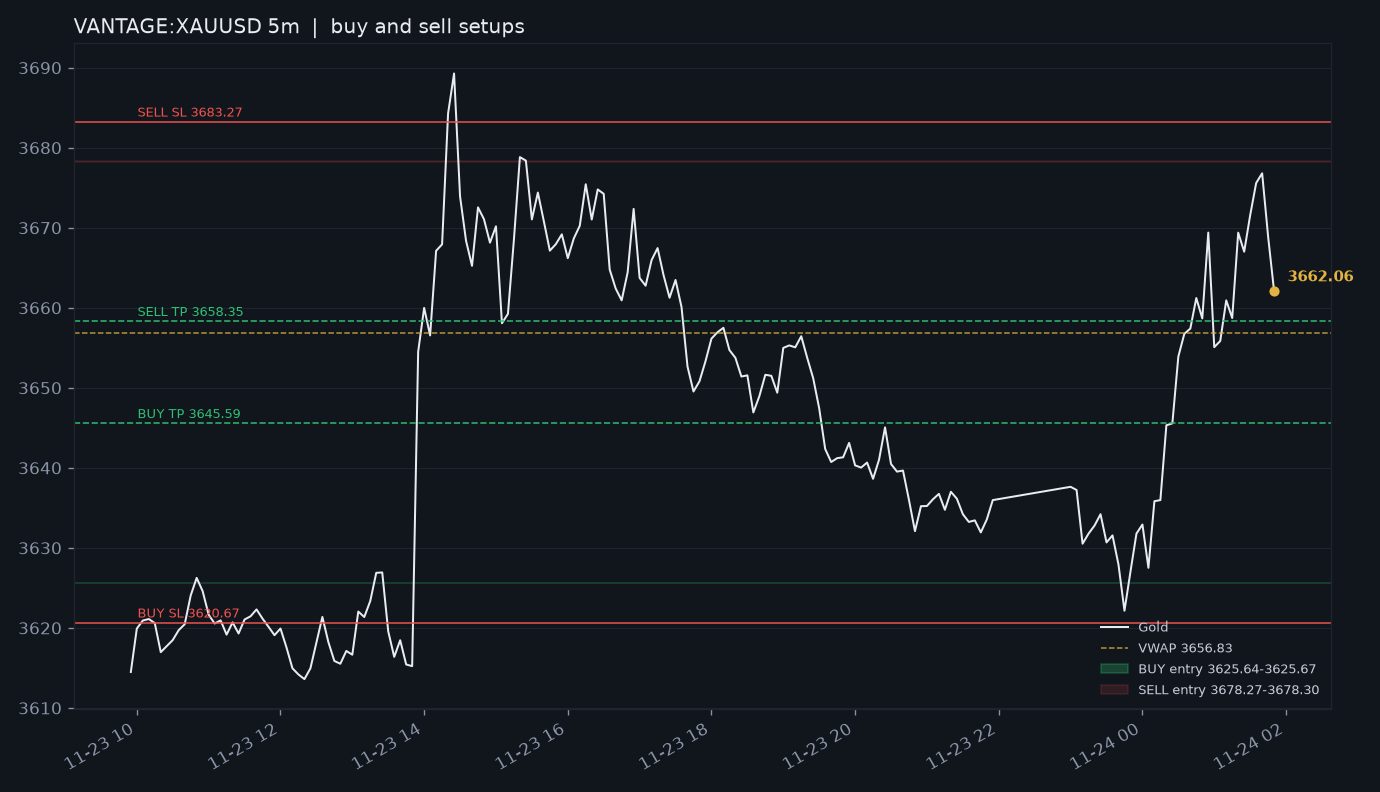 VANTAGE:XAUUSD 5m | buy and sell setups
3690
SELL SL 3683.27
3680
3670
3662.06
3660
SELL TP 3658.35
3650
BUY TP 3645.59
3640
3630
BUY SL 3620.67
3620
Gold
VWAP 3656.83
BUY entry 3625.64-3625.67
SELL entry 3678.27-3678.30
3610
11-23 10
11-23 12
11-23 14
11-23 16
11-23 18
11-23 20
11-23 22
11-24 00
11-24 02